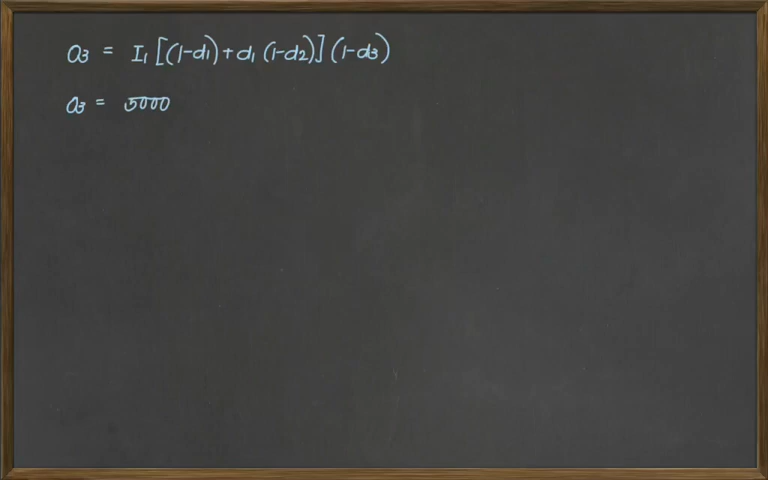 O3 = I1 [(1-d1)+d1 (1-d2)] (1-d3)
O3 = 5000